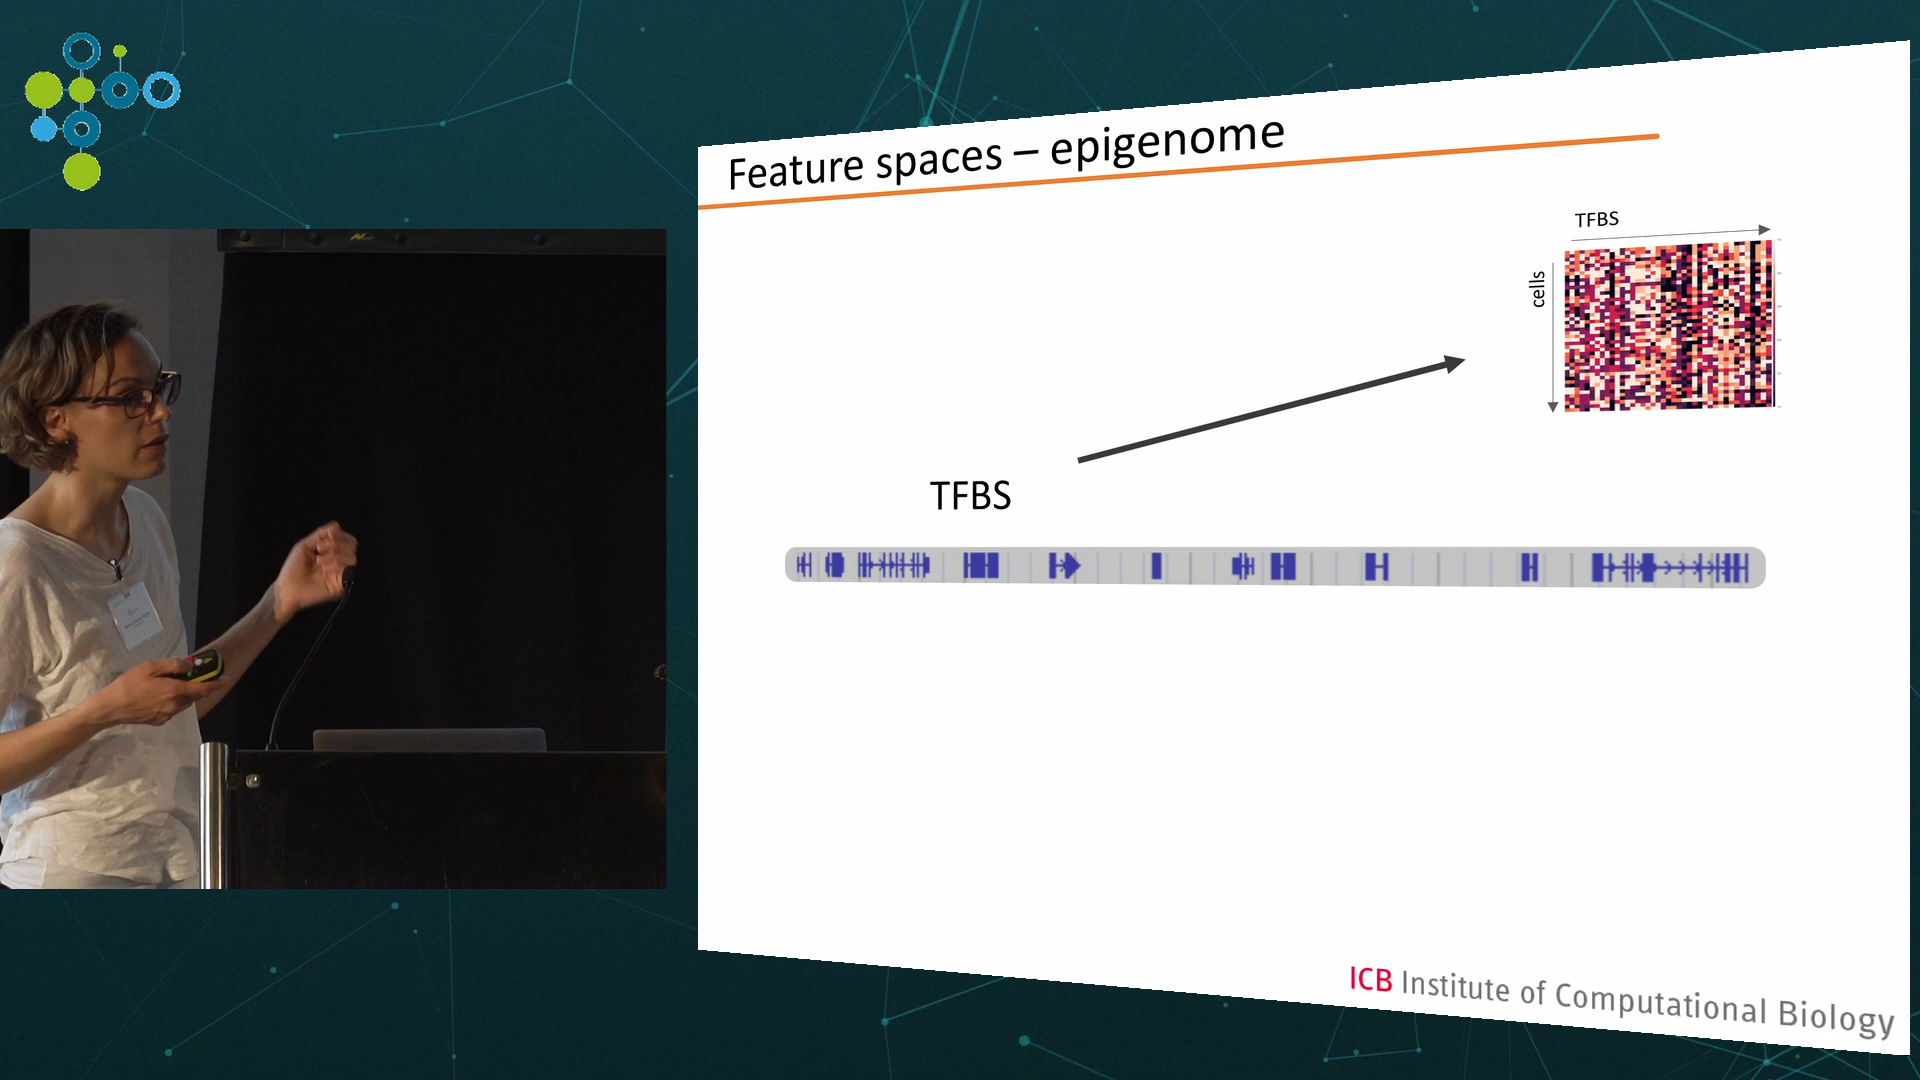 Feature spaces – epigenome
TFBS
cells
TFBS
ICB Institute of Computational Biology